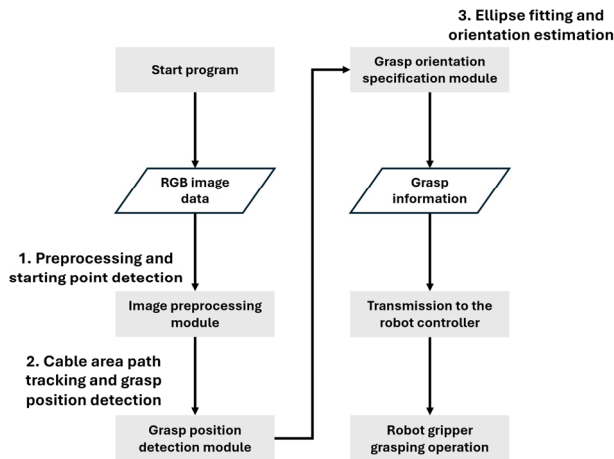 Start program
RGB image
data
1. Preprocessing and
starting point detection
Image preprocessing
module
2. Cable area path
tracking and grasp
position detection
Grasp position
detection module
3. Ellipse fitting and
orientation estimation
Grasp orientation
specification module
Grasp
information
Transmission to the
robot controller
Robot gripper
grasping operation